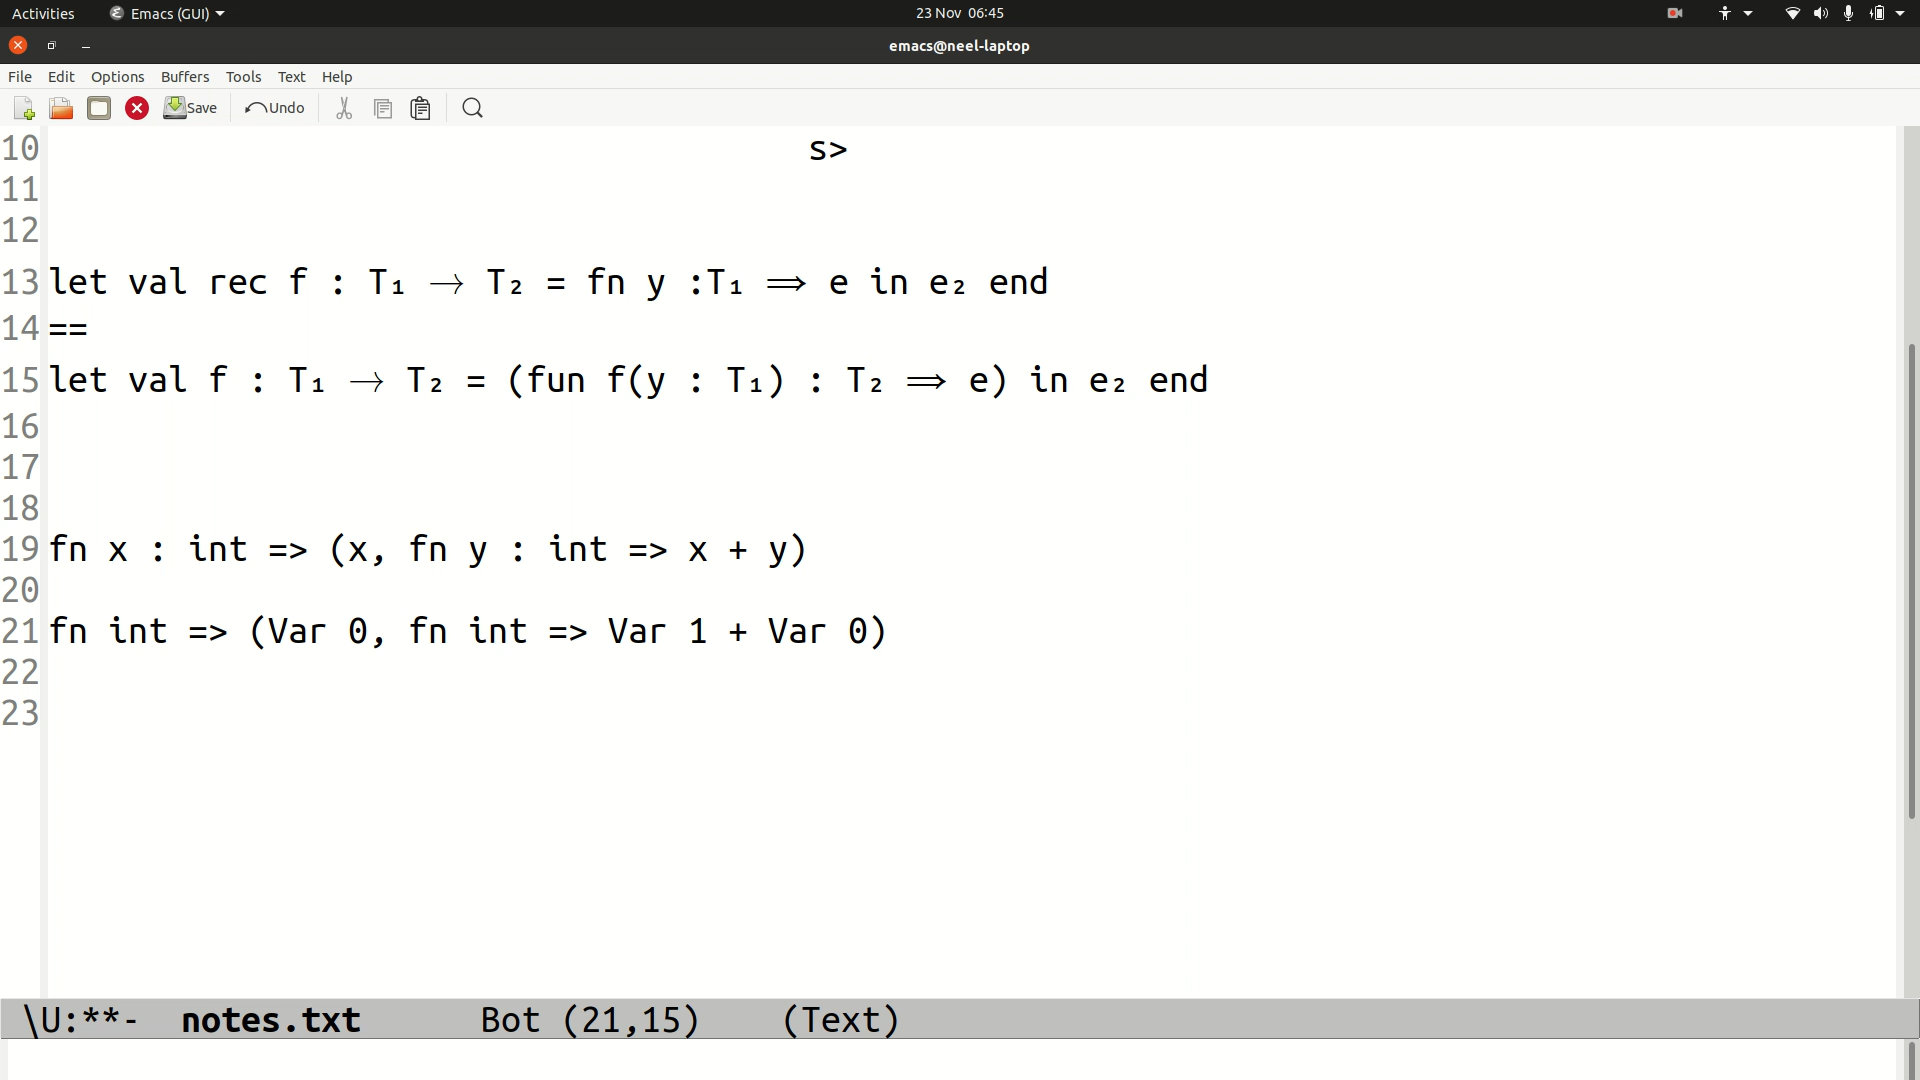 Activities Emacs (GUI) 23 Nov 06:45
emacs@neel-laptop
File Edit Options Buffers Tools Text Help
Save Undo
10 s>
11
12
13 let val rec f : T₁ → T₂ = fn y :T₁ ⟹ e in e₂ end
14 ==
15 let val f : T₁ → T₂ = (fun f(y : T₁) : T₂ ⟹ e) in e₂ end
16
17
18
19 fn x : int => (x, fn y : int => x + y)
20
21 fn int => (Var 0, fn int => Var 1 + Var 0)
22
23
\U:**- notes.txt Bot (21,15) (Text)